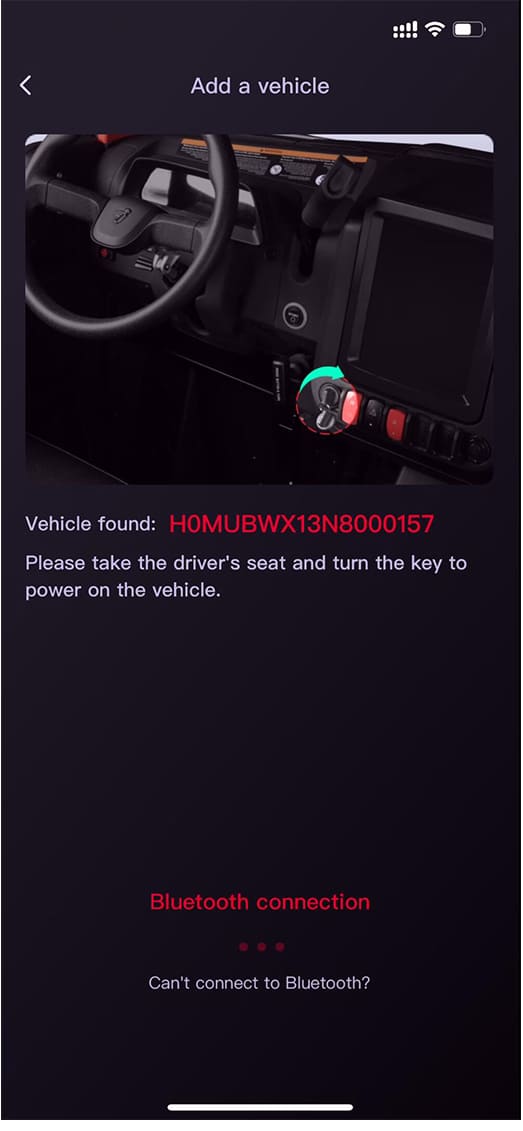 Add a vehicle
Vehicle found: H0MUBWX13N8000157
Please take the driver's seat and turn the key to
power on the vehicle.
Bluetooth connection
Can't connect to Bluetooth?